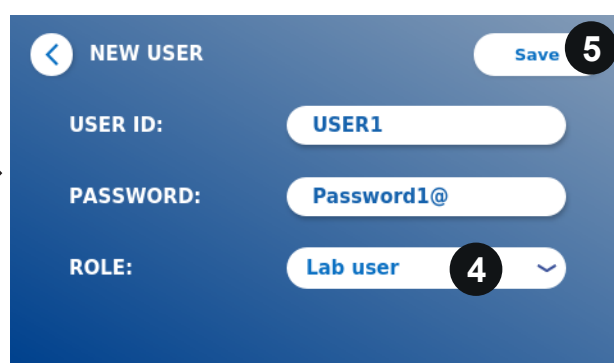 NEW USER
Save 5
USER ID: USER1
PASSWORD: Password1@
ROLE: Lab user 4